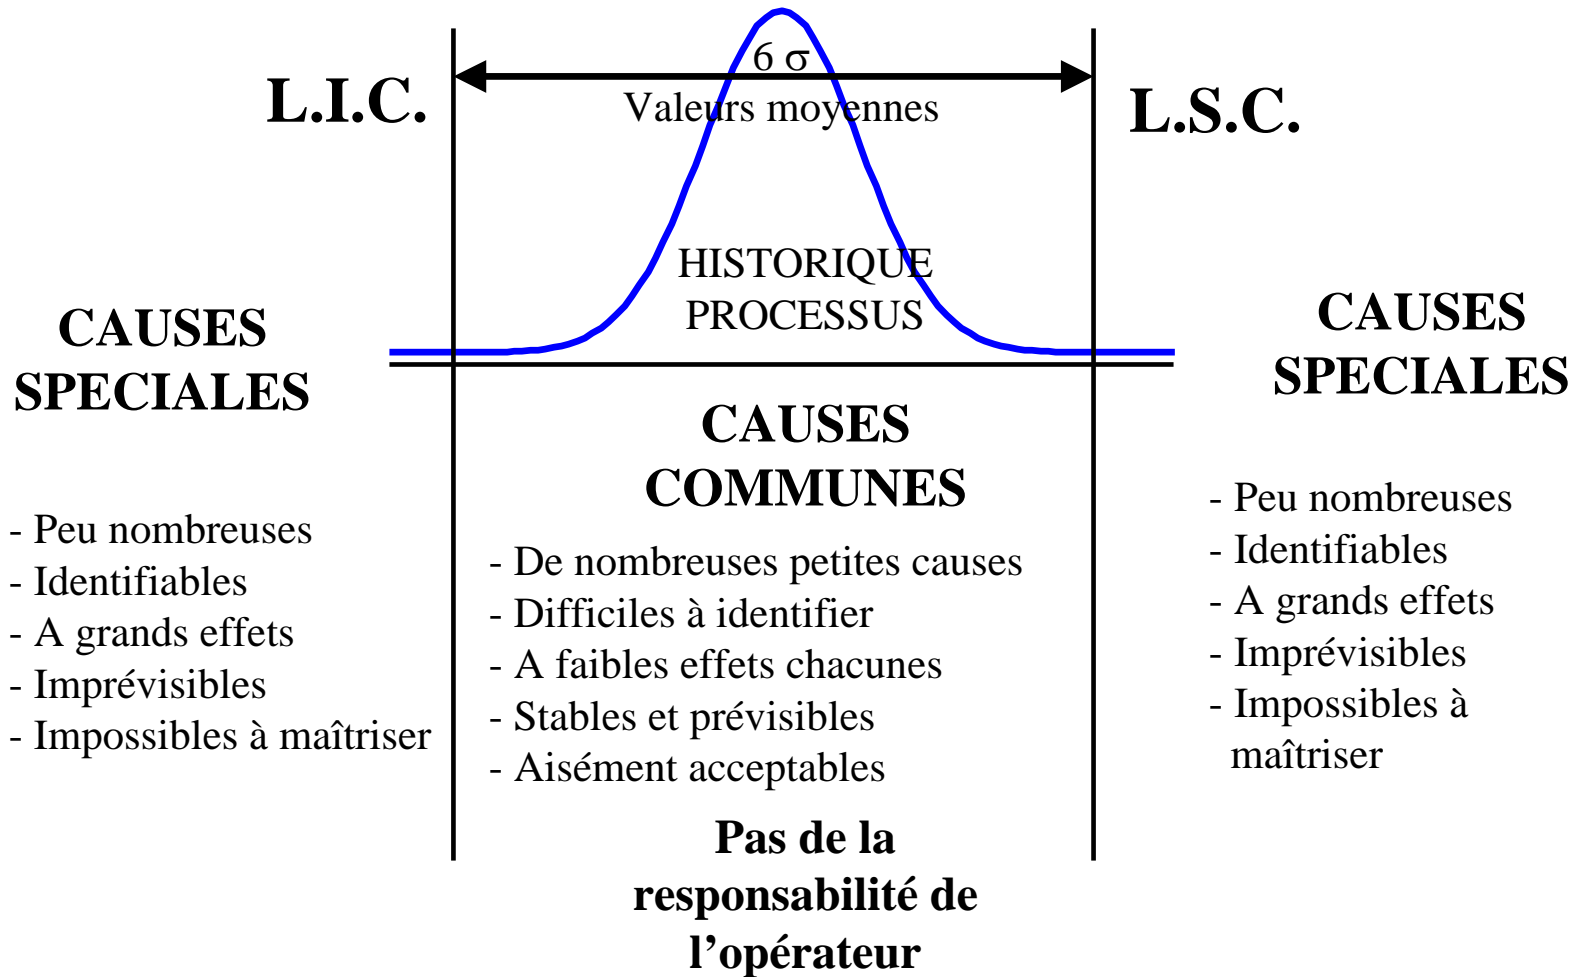 6 σ
L.I.C.
Valeurs moyennes
L.S.C.
HISTORIQUE
PROCESSUS
CAUSES
SPECIALES
- Peu nombreuses
- Identifiables
- A grands effets
- Imprévisibles
- Impossibles à maîtriser
CAUSES
COMMUNES
- De nombreuses petites causes
- Difficiles à identifier
- A faibles effets chacunes
- Stables et prévisibles
- Aisément acceptables
Pas de la
responsabilité de
l’opérateur
CAUSES
SPECIALES
- Peu nombreuses
- Identifiables
- A grands effets
- Imprévisibles
- Impossibles à
maîtriser